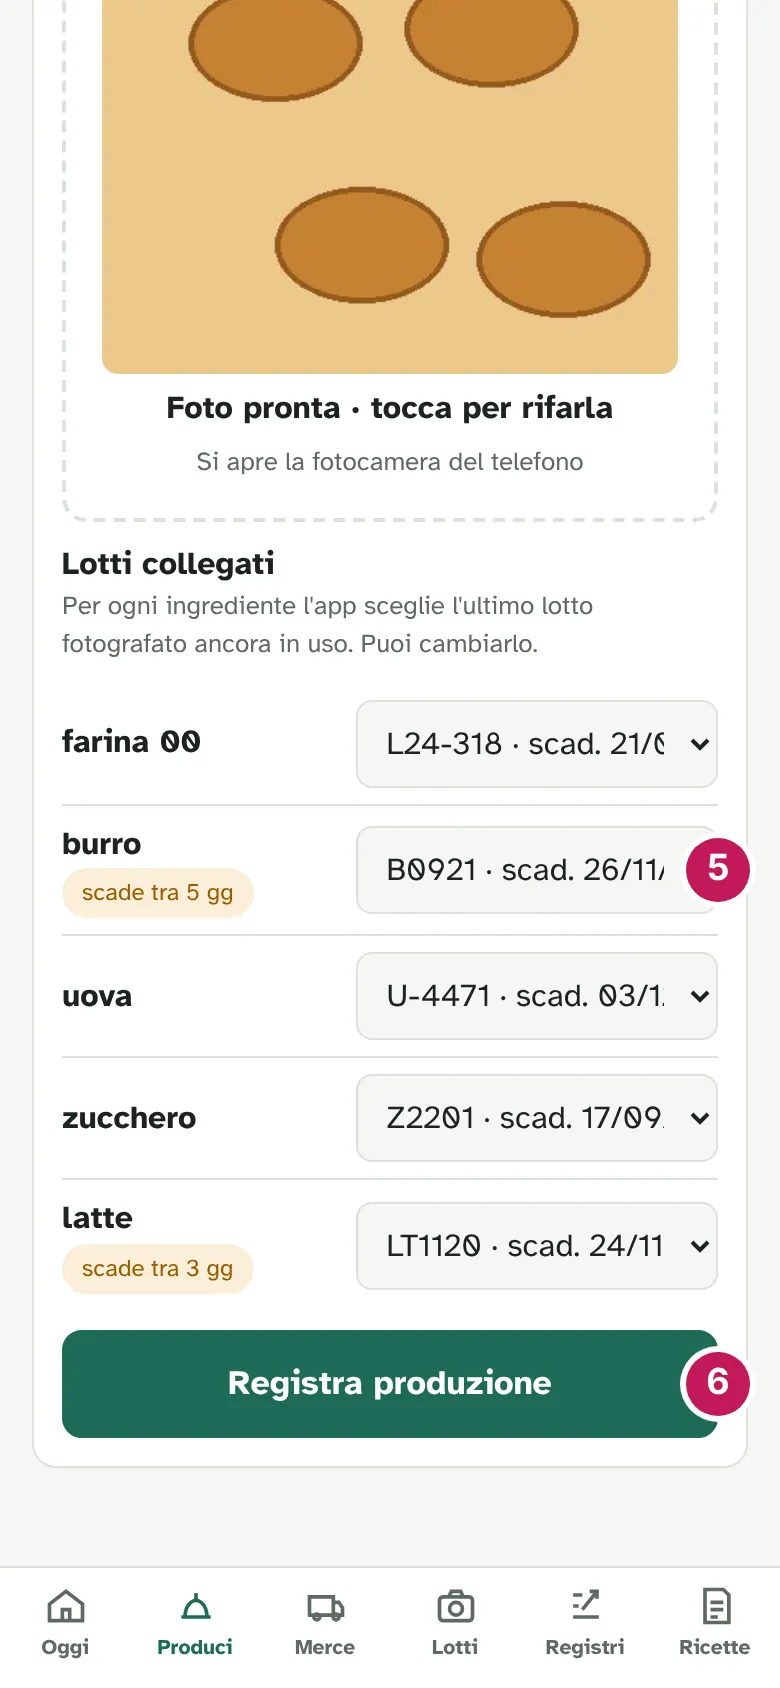 Foto pronta · tocca per rifarla
Si apre la fotocamera del telefono
Lotti collegati
Per ogni ingrediente l'app sceglie l'ultimo lotto
fotografato ancora in uso. Puoi cambiarlo.
farina 00
L24-318 · scad. 21/0
burro
scade tra 5 gg
B0921 · scad. 26/11/
5
uova
U-4471 · scad. 03/1
zucchero
Z2201 · scad. 17/09
latte
scade tra 3 gg
LT1120 · scad. 24/11
Registra produzione
6
Oggi
Produci
Merce
Lotti
Registri
Ricette